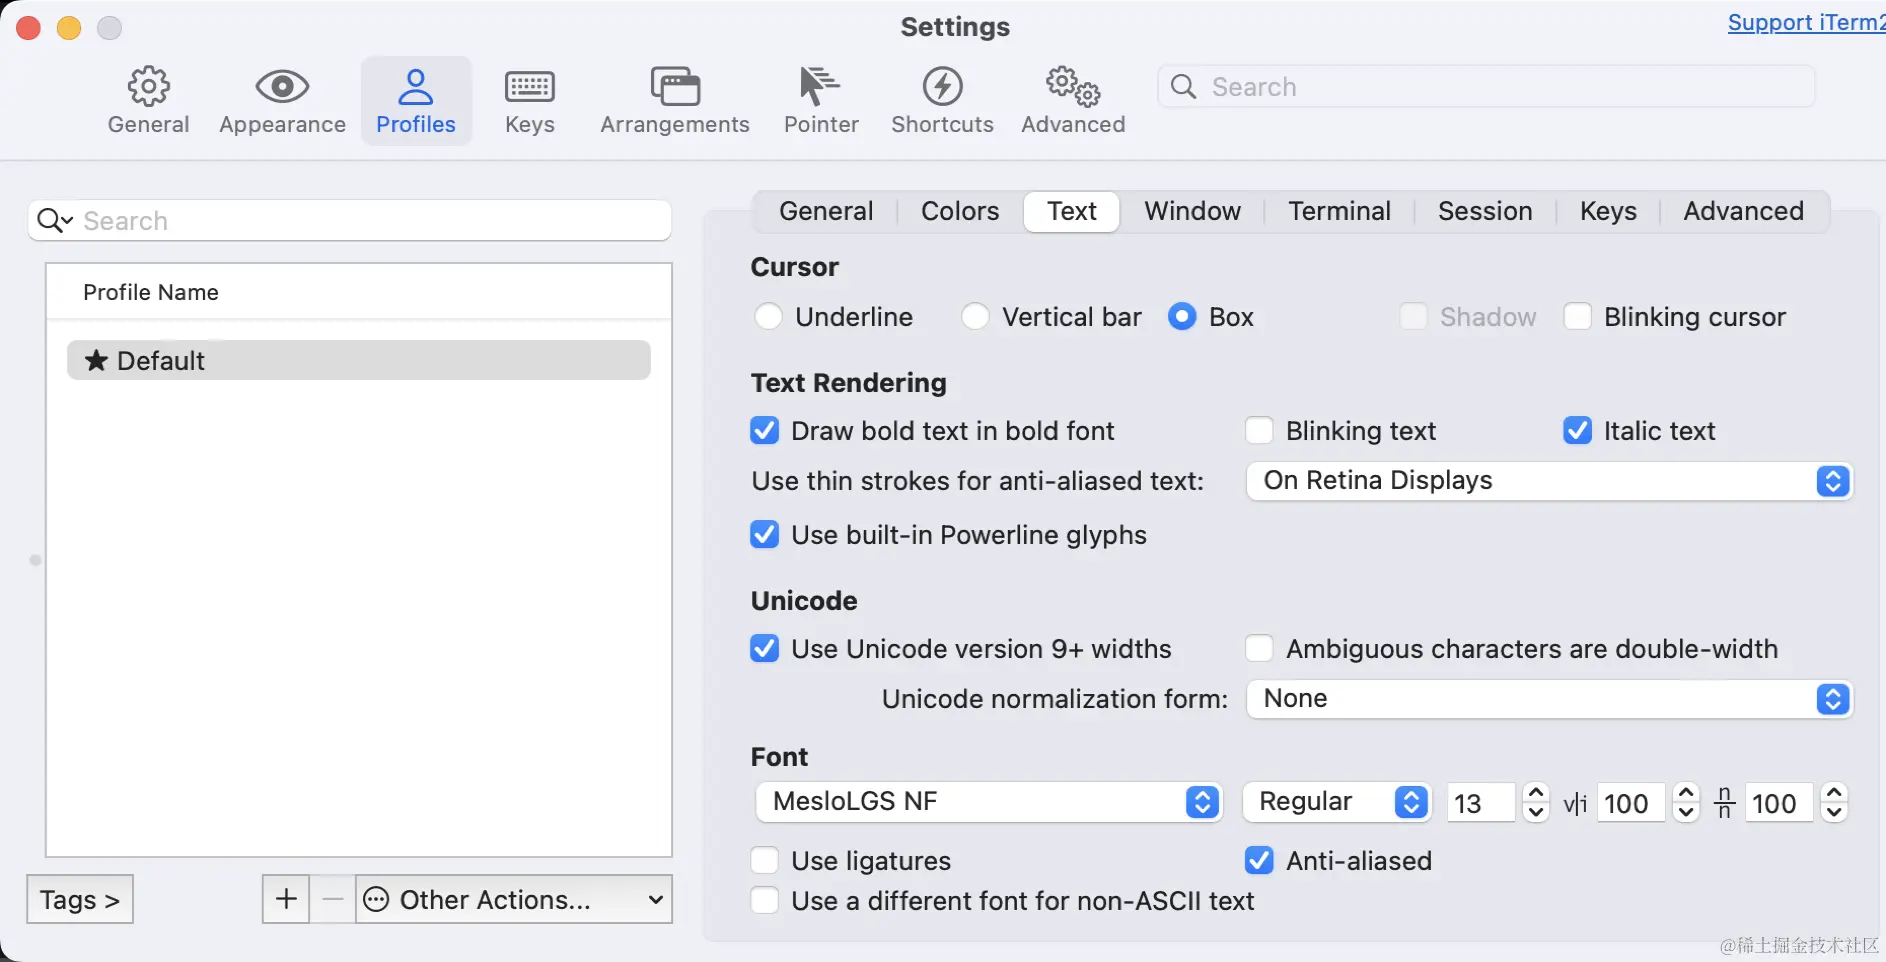 Settings
Support iTerm2
General Appearance Profiles Keys Arrangements Pointer Shortcuts Advanced Search
Search
Profile Name
★ Default
Tags >
+ − Other Actions...
General Colors Text Window Terminal Session Keys Advanced
Cursor
Underline Vertical bar Box Shadow Blinking cursor
Text Rendering
Draw bold text in bold font Blinking text Italic text
Use thin strokes for anti-aliased text: On Retina Displays
Use built-in Powerline glyphs
Unicode
Use Unicode version 9+ widths Ambiguous characters are double-width
Unicode normalization form: None
Font
MesloLGS NF Regular 13 v|i 100 n/n 100
Use ligatures Anti-aliased
Use a different font for non-ASCII text
@稀土掘金技术社区